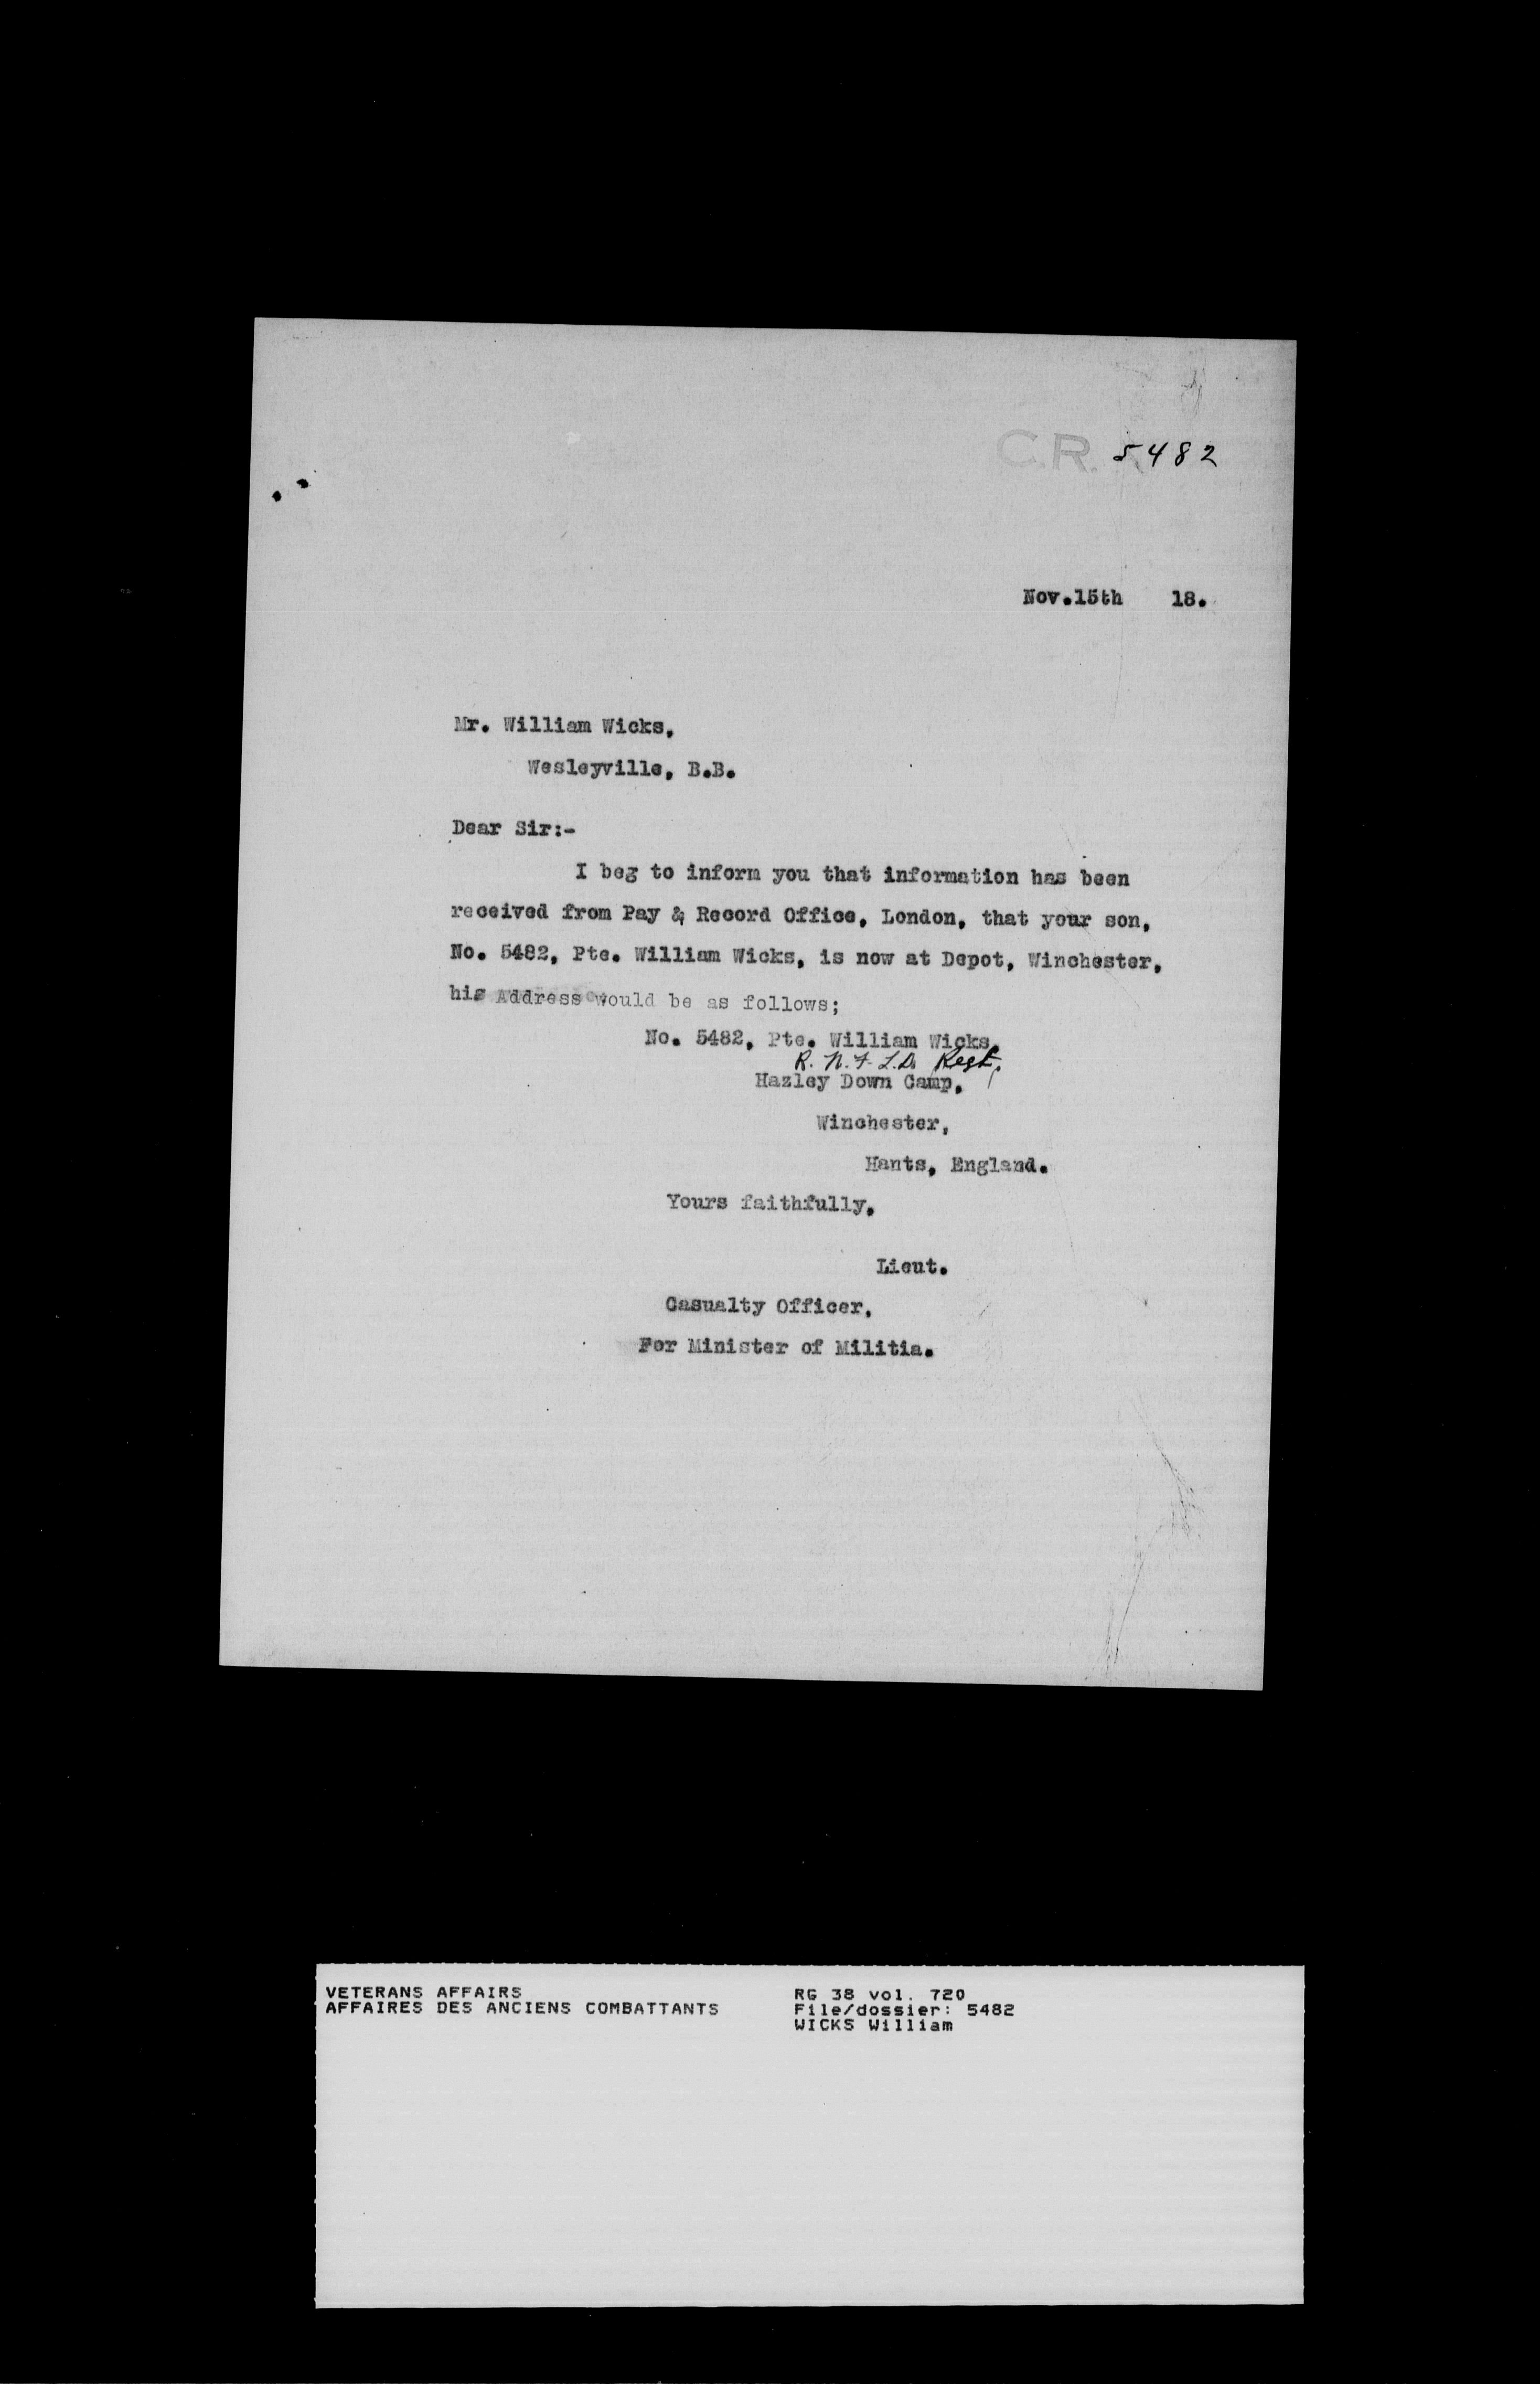 C.R. 5482
Nov.15th 18.
Mr. William Wicks,
Wesleyville, B.B.
Dear Sir:-
I beg to inform you that information has been
received from Pay & Record Office, London, that your son,
No. 5482, Pte. William Wicks, is now at Depot, Winchester,
his Address would be as follows;
No. 5482, Pte. William Wicks,
R. N. F. L. D. Regt.
Hazley Down Camp,
Winchester,
Hants, England.
Yours faithfully,
Lieut.
Casualty Officer,
For Minister of Militia.
VETERANS AFFAIRS
AFFAIRES DES ANCIENS COMBATTANTS
RG 38 vol. 720
File/dossier: 5482
WICKS William